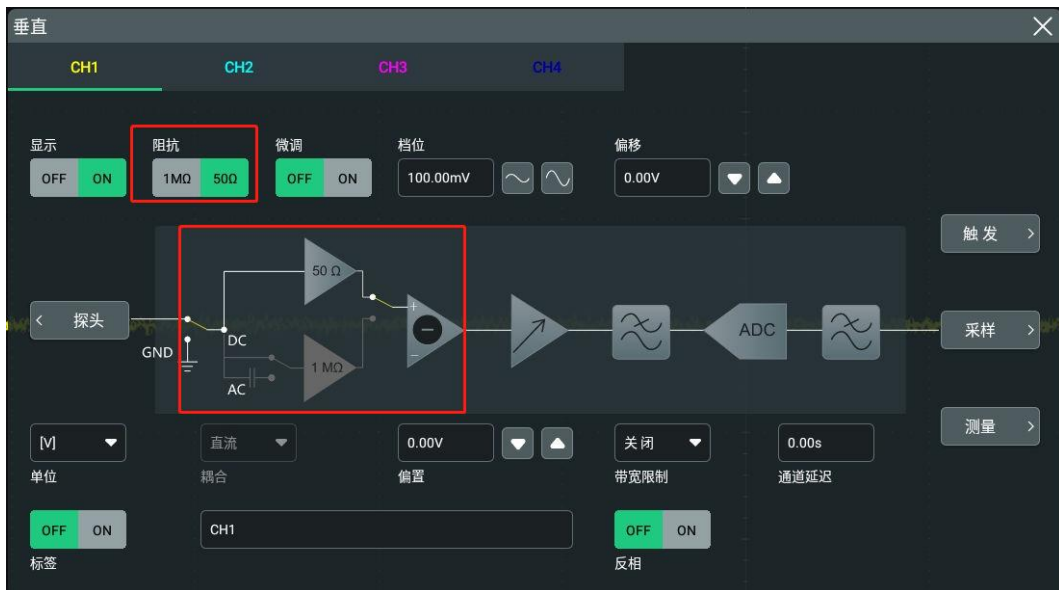 垂直
CH1 CH2 CH3 CH4
显示 阻抗 微调 档位 偏移
OFF ON 1MΩ 50Ω OFF ON 100.00mV 0.00V
触发 >
50 Ω
+
< 探头 ADC 采样 >
DC
GND
−
1 MΩ
AC
测量 >
[V] 直流 0.00V 关闭 0.00s
单位 耦合 偏置 带宽限制 通道延迟
OFF ON CH1 OFF ON
标签 反相